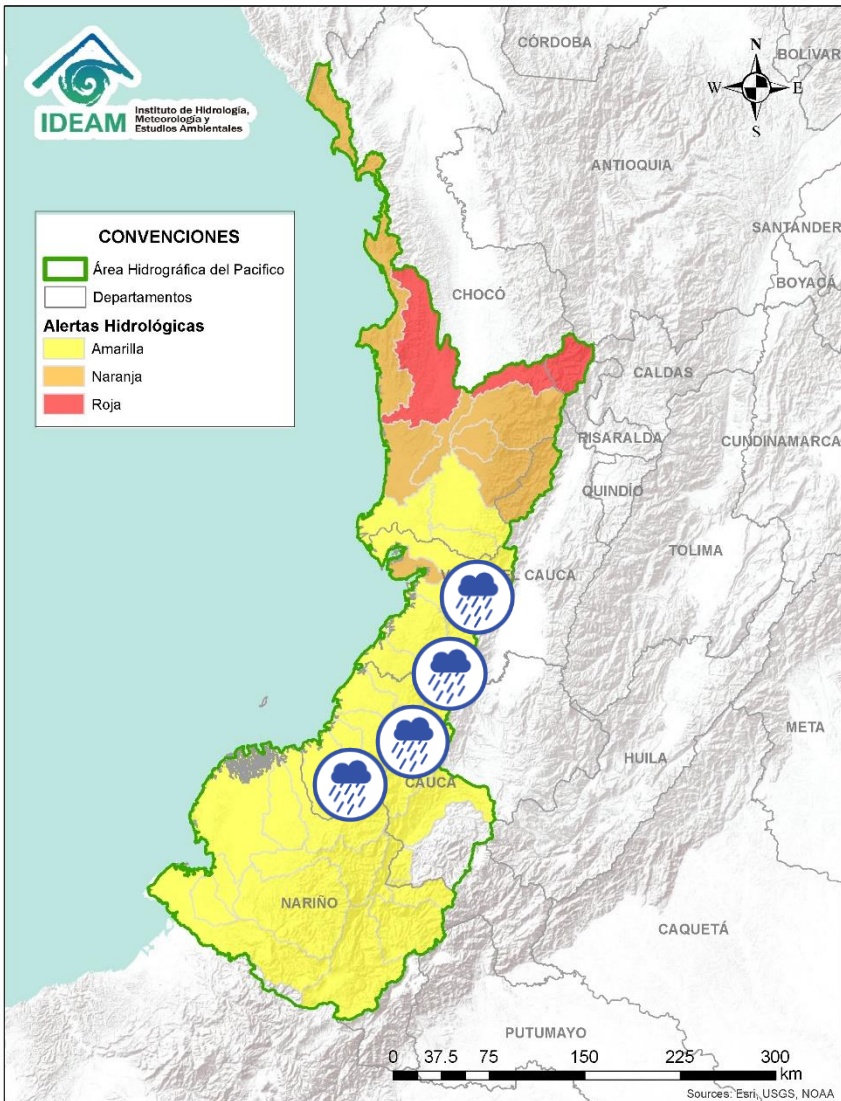 IDEAM
Instituto de Hidrología,
Meteorología y
Estudios Ambientales
CÓRDOBA
BOLÍVAR
N
W
E
S
ANTIOQUIA
SANTANDER
BOYACÁ
CONVENCIONES
Área Hidrográfica del Pacifico
Departamentos
Alertas Hidrológicas
Amarilla
Naranja
Roja
CHOCÓ
CALDAS
RISARALDA
CUNDINAMARCA
QUINDÍO
TOLIMA
EL CAUCA
META
HUILA
CAUCA
NARIÑO
CAQUETÁ
PUTUMAYO
0 37.5 75 150 225 300
km
Sources: Esri, USGS, NOAA